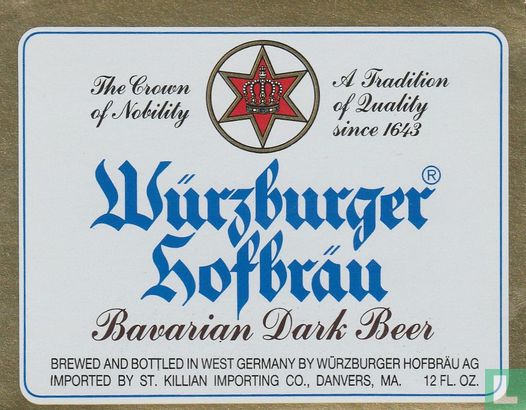 The Crown
of Nobility
A Tradition
of Quality
since 1643
Würzburger®
Hofbräu
Bavarian Dark Beer
BREWED AND BOTTLED IN WEST GERMANY BY WÜRZBURGER HOFBRÄU AG
IMPORTED BY ST. KILLIAN IMPORTING CO., DANVERS, MA. 12 FL. OZ.